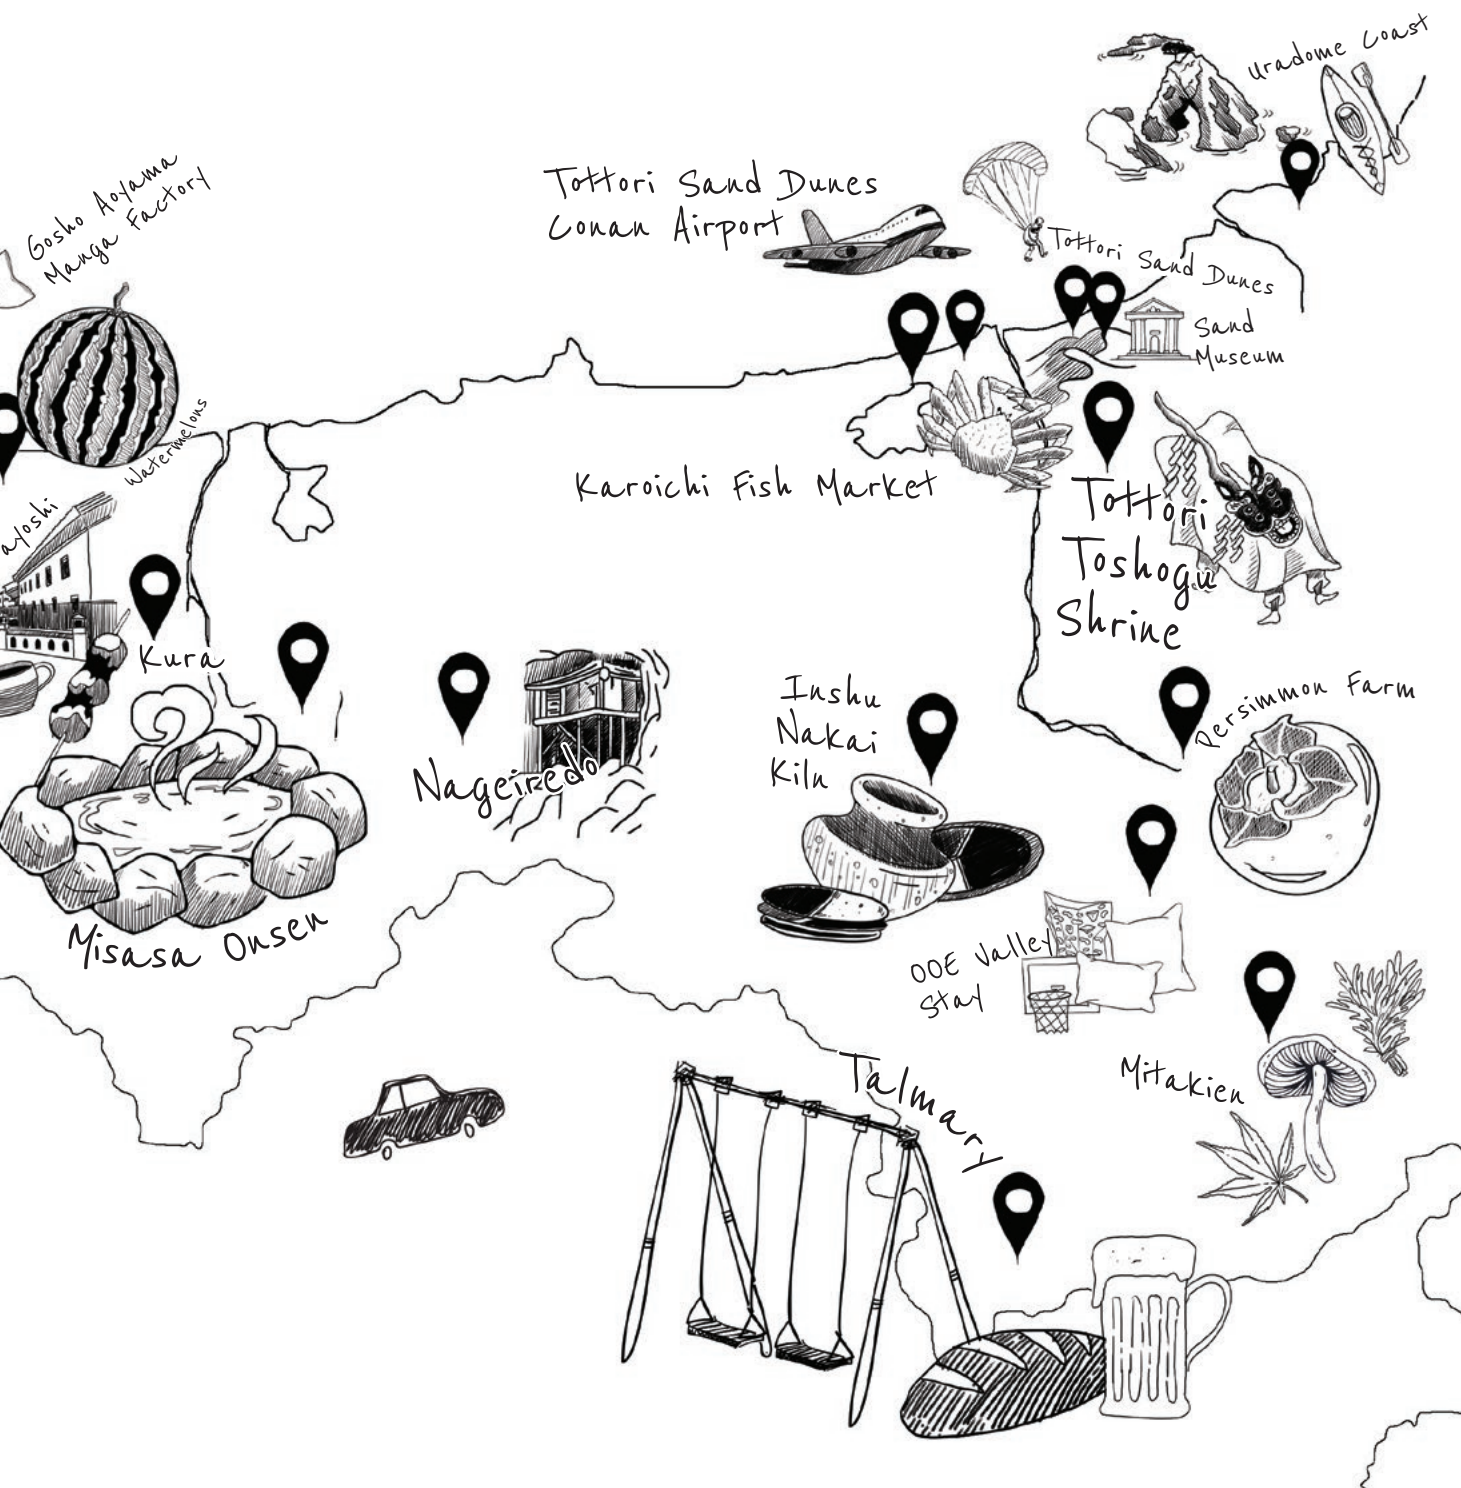 Uradome Coast
Gosho Aoyama
Manga Factory
Tottori Sand Dunes
Conan Airport
Tottori Sand Dunes
Sand
Museum
Watermelons
Karoichi Fish Market
Tottori
Toshogu
Shrine
Kura
Nageiredo
Inshu
Nakai
Kiln
Persimmon Farm
Misasa Onsen
OOE Valley
Stay
Mitakien
Talmary